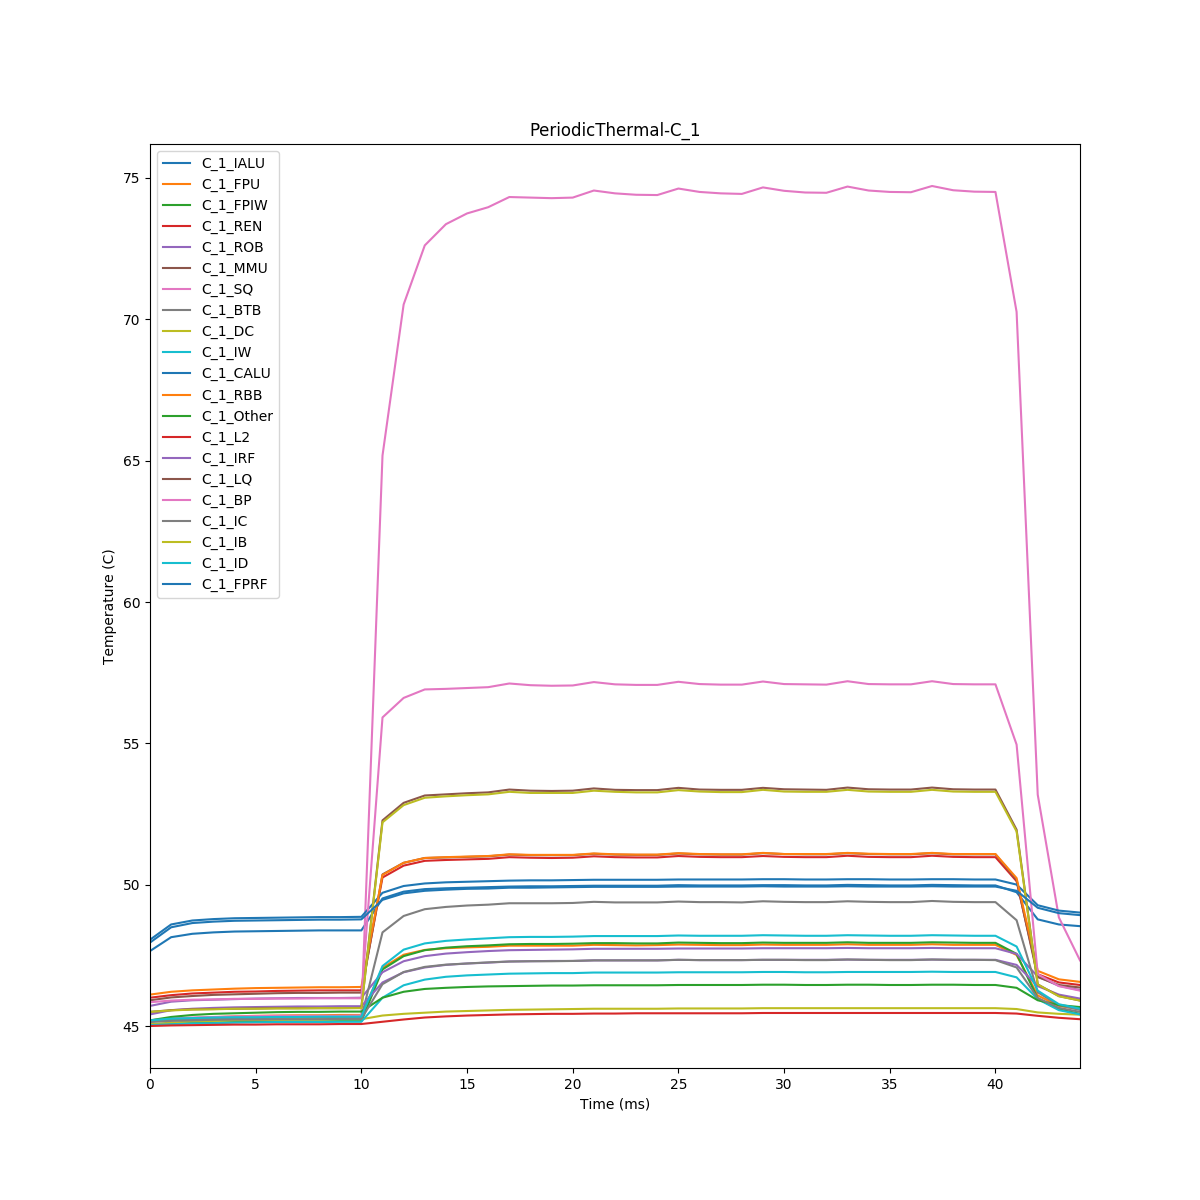 PeriodicThermal-C_1
C_1_IALU
C_1_FPU
C_1_FPIW
C_1_REN
C_1_ROB
C_1_MMU
C_1_SQ
C_1_BTB
C_1_DC
C_1_IW
C_1_CALU
C_1_RBB
C_1_Other
C_1_L2
C_1_IRF
C_1_LQ
C_1_BP
C_1_IC
C_1_IB
C_1_ID
C_1_FPRF
Temperature (C)
75
70
65
60
55
50
45
0 5 10 15 20 25 30 35 40
Time (ms)